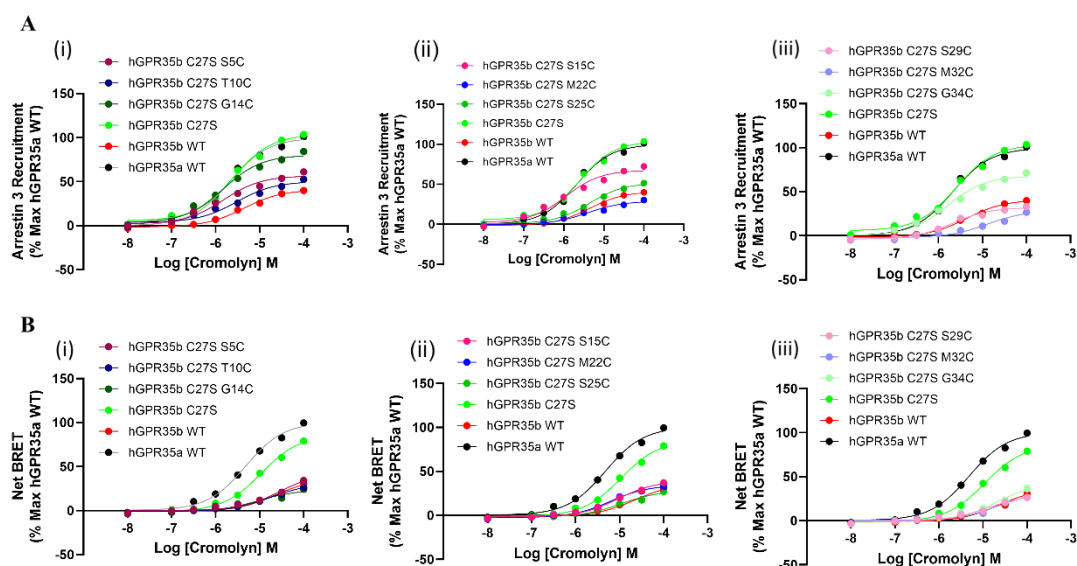 A
(i)
hGPR35b C27S S5C
hGPR35b C27S T10C
hGPR35b C27S G14C
hGPR35b C27S
hGPR35b WT
hGPR35a WT
Arrestin 3 Recruitment
(% Max hGPR35a WT)
150
100
50
0
-50
-8 -7 -6 -5 -4 -3
Log [Cromolyn] M
(ii)
hGPR35b C27S S15C
hGPR35b C27S M22C
hGPR35b C27S S25C
hGPR35b C27S
hGPR35b WT
hGPR35a WT
Arrestin 3 Recruitment
(% Max hGPR35a WT)
150
100
50
0
-50
-8 -7 -6 -5 -4 -3
Log [Cromolyn] M
(iii)
hGPR35b C27S S29C
hGPR35b C27S M32C
hGPR35b C27S G34C
hGPR35b C27S
hGPR35b WT
hGPR35a WT
Arrestin 3 Recruitment
(% Max hGPR35a WT)
150
100
50
0
-50
-8 -7 -6 -5 -4 -3
Log [Cromolyn] M
B
(i)
hGPR35b C27S S5C
hGPR35b C27S T10C
hGPR35b C27S G14C
hGPR35b C27S
hGPR35b WT
hGPR35a WT
Net BRET
(% Max hGPR35a WT)
150
100
50
0
-50
-8 -7 -6 -5 -4 -3
Log [Cromolyn] M
(ii)
hGPR35b C27S S15C
hGPR35b C27S M22C
hGPR35b C27S S25C
hGPR35b C27S
hGPR35b WT
hGPR35a WT
Net BRET
(% Max hGPR35a WT)
150
100
50
0
-50
-8 -7 -6 -5 -4 -3
Log [Cromolyn] M
(iii)
hGPR35b C27S S29C
hGPR35b C27S M32C
hGPR35b C27S G34C
hGPR35b C27S
hGPR35b WT
hGPR35a WT
Net BRET
(% Max hGPR35a WT)
150
100
50
0
-50
-8 -7 -6 -5 -4 -3
Log [Cromolyn] M